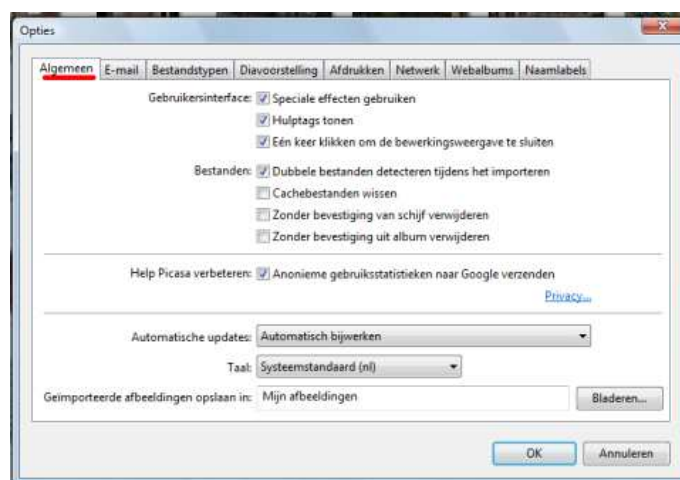 Opties
Algemeen E-mail Bestandstypen Diavoorstelling Afdrukken Netwerk Webalbums Naamlabels
Gebruikersinterface: Speciale effecten gebruiken
Hulptags tonen
Eén keer klikken om de bewerkingsweergave te sluiten
Bestanden: Dubbele bestanden detecteren tijdens het importeren
Cachebestanden wissen
Zonder bevestiging van schijf verwijderen
Zonder bevestiging uit album verwijderen
Help Picasa verbeteren: Anonieme gebruiksstatistieken naar Google verzenden
Privacy...
Automatische updates: Automatisch bijwerken
Taal: Systeemstandaard (nl)
Geïmporteerde afbeeldingen opslaan in: Mijn afbeeldingen Bladeren...
OK Annuleren